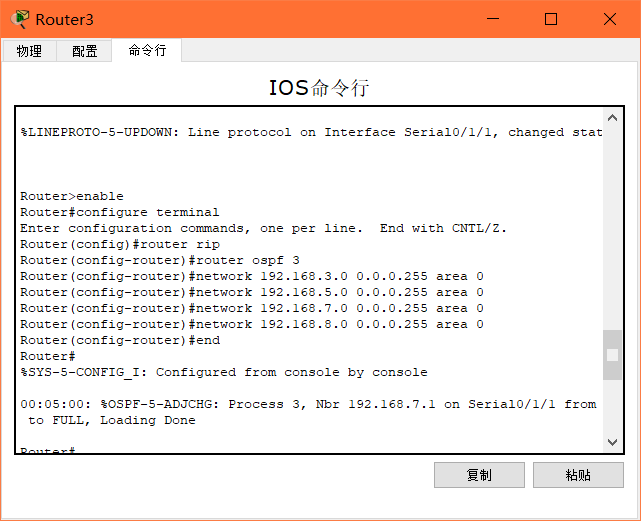 Router3
物理 配置 命令行
IOS命令行
%LINEPROTO-5-UPDOWN: Line protocol on Interface Serial0/1/1, changed stat
Router>enable
Router#configure terminal
Enter configuration commands, one per line.  End with CNTL/Z.
Router(config)#router rip
Router(config-router)#router ospf 3
Router(config-router)#network 192.168.3.0 0.0.0.255 area 0
Router(config-router)#network 192.168.5.0 0.0.0.255 area 0
Router(config-router)#network 192.168.7.0 0.0.0.255 area 0
Router(config-router)#network 192.168.8.0 0.0.0.255 area 0
Router(config-router)#end
Router#
%SYS-5-CONFIG_I: Configured from console by console
00:05:00: %OSPF-5-ADJCHG: Process 3, Nbr 192.168.7.1 on Serial0/1/1 from
to FULL, Loading Done
Router#
复制 粘贴